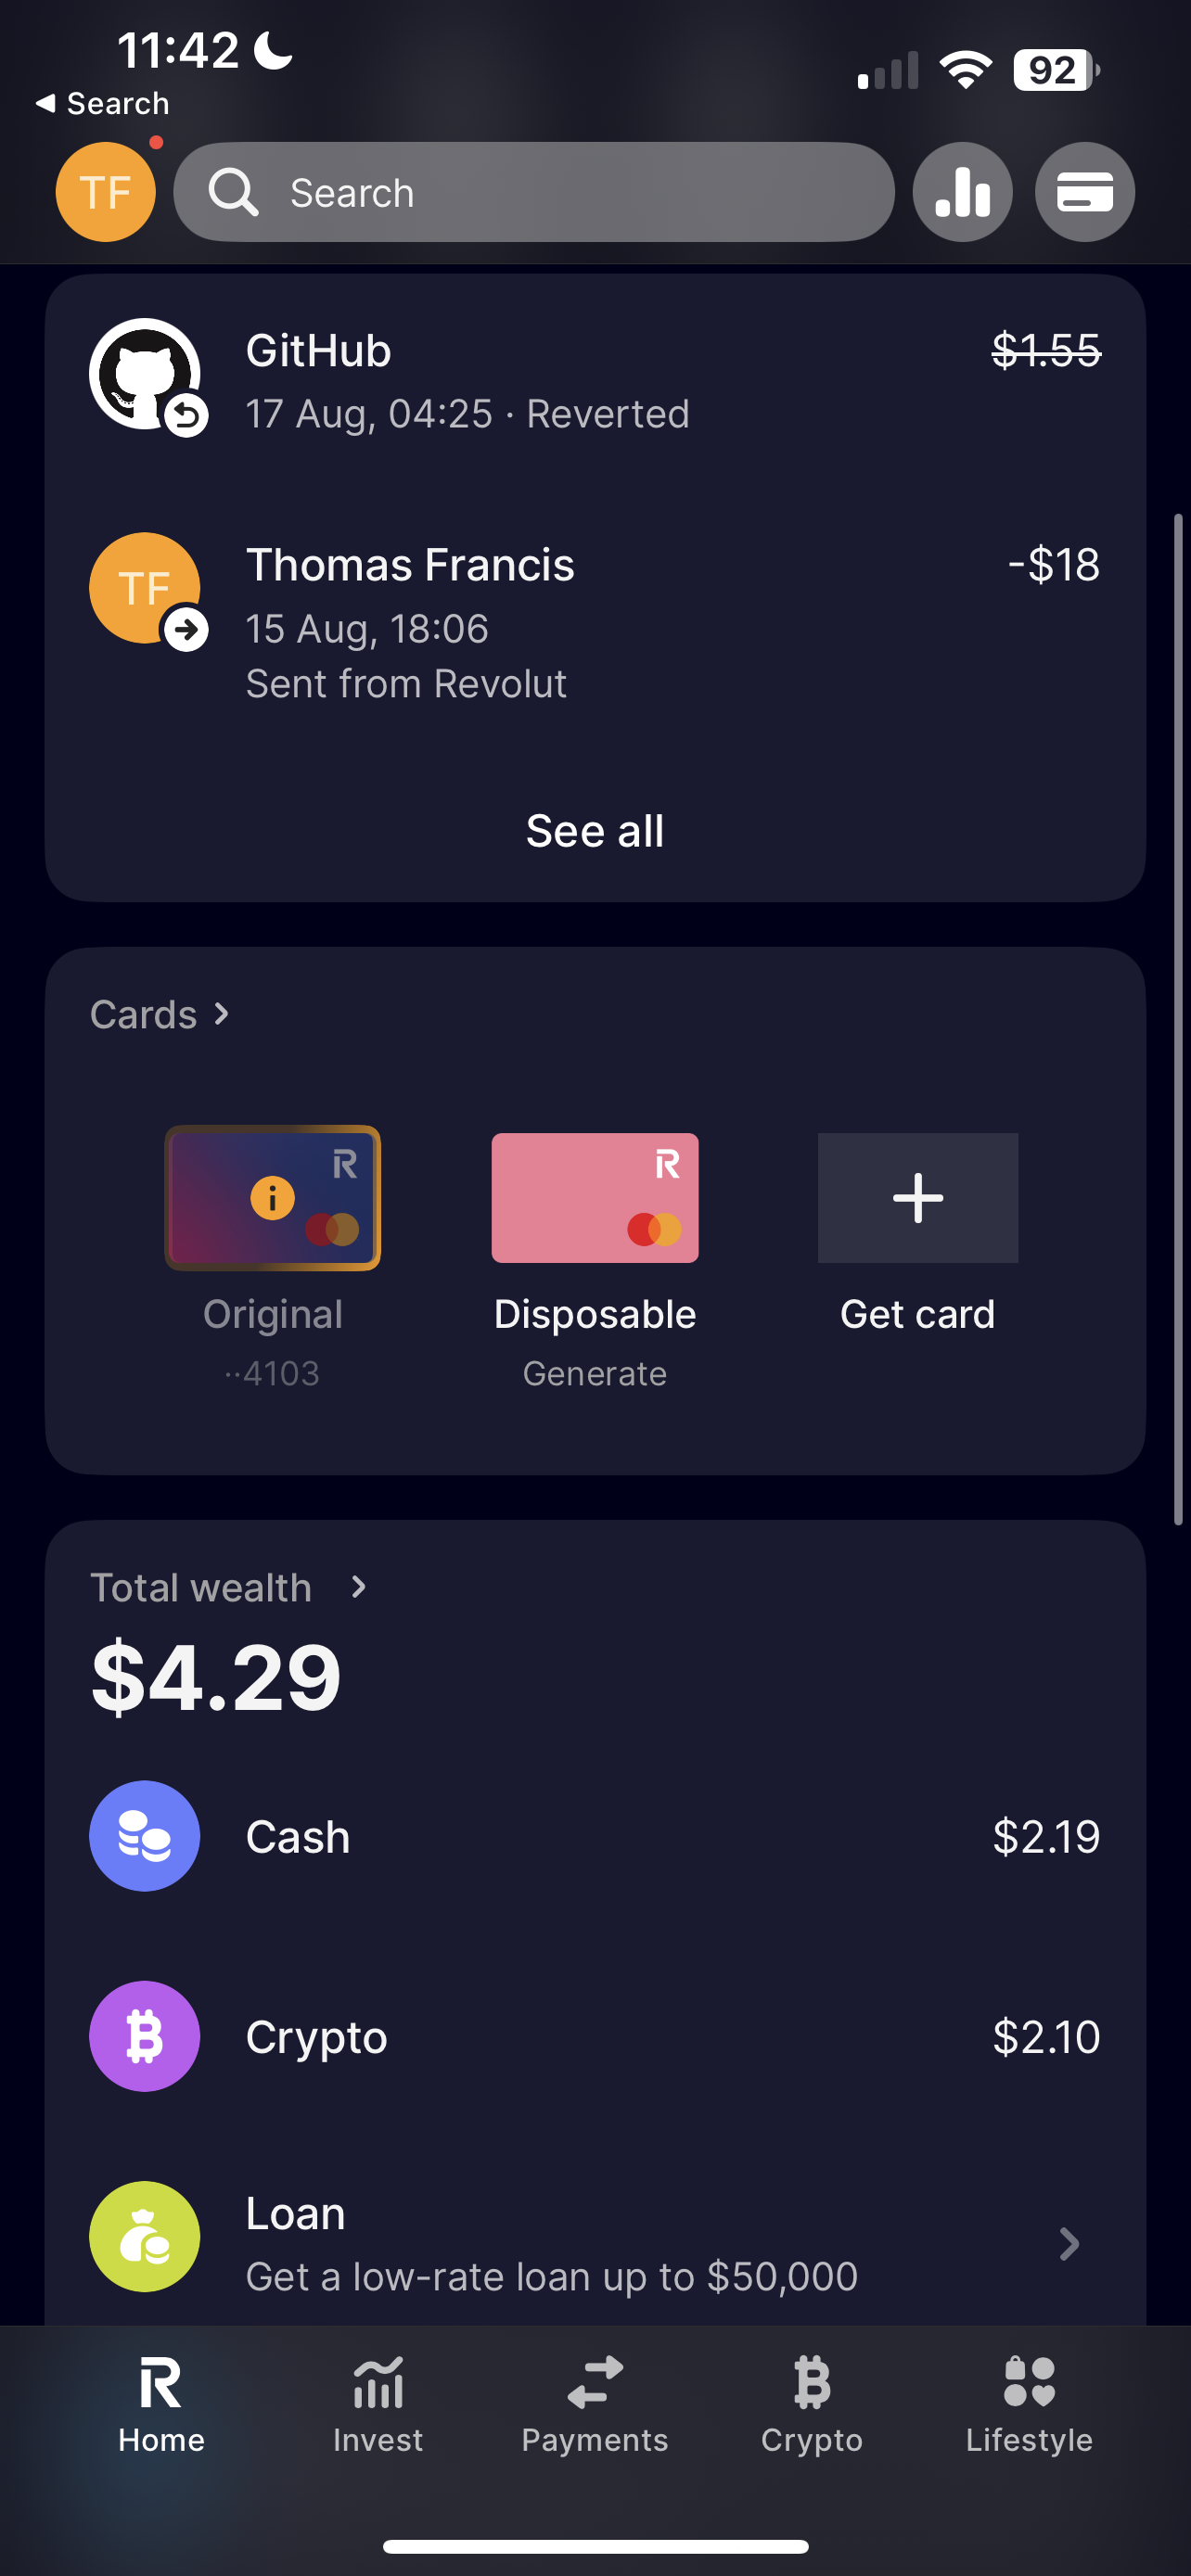 11:42
92
Search
TF
Search
GitHub
$1.55
17 Aug, 04:25 · Reverted
TF
Thomas Francis
-$18
15 Aug, 18:06
Sent from Revolut
See all
Cards
R
R
Original
Disposable
Get card
··4103
Generate
Total wealth
$4.29
Cash
$2.19
Crypto
$2.10
Loan
Get a low-rate loan up to $50,000
R
Home
Invest
Payments
Crypto
Lifestyle